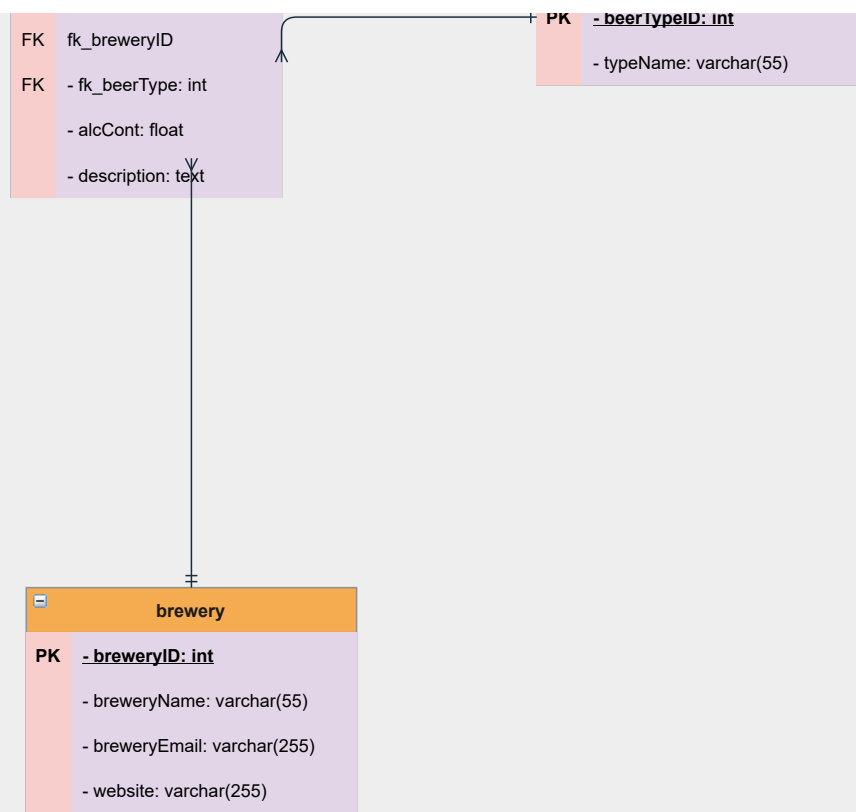 PK - beerTypeID: int
FK fk_breweryID
- typeName: varchar(55)
FK - fk_beerType: int
- alcCont: float
- description: text
brewery
PK - breweryID: int
- breweryName: varchar(55)
- breweryEmail: varchar(255)
- website: varchar(255)